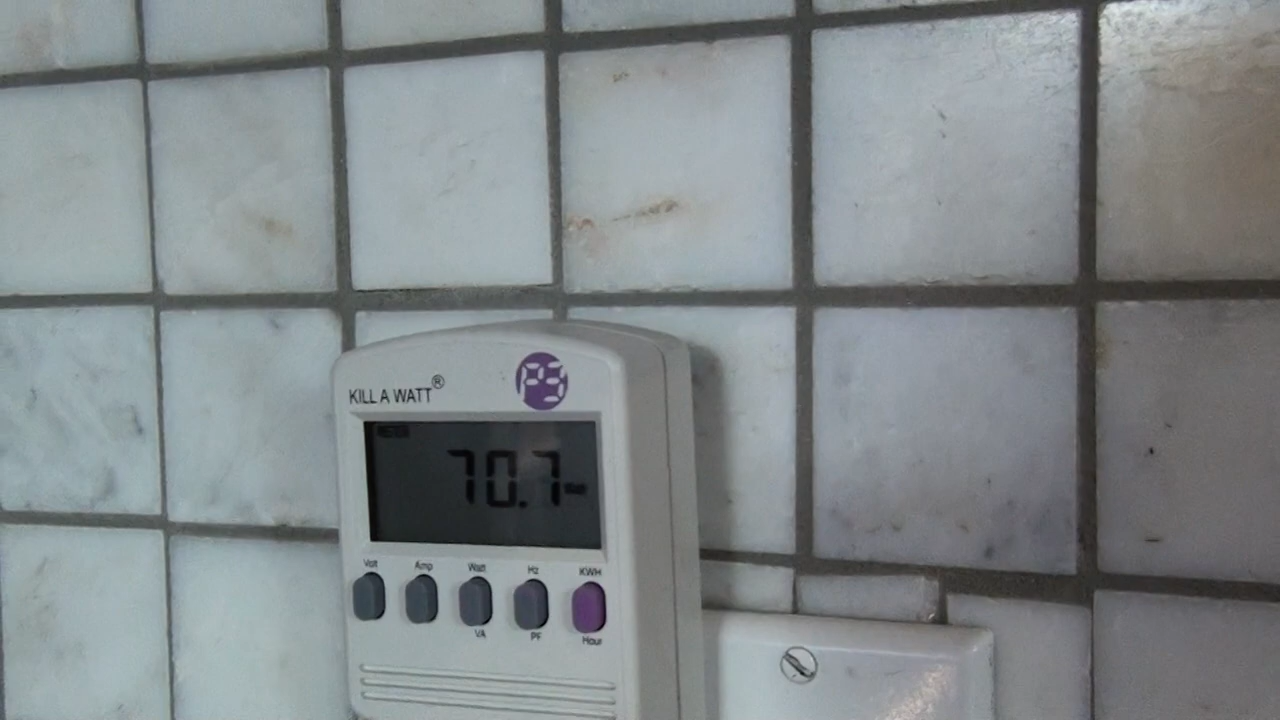 KILL A WATT®
P3
70.7
Volt Amp Watt Hz KWH
VA PF Hour